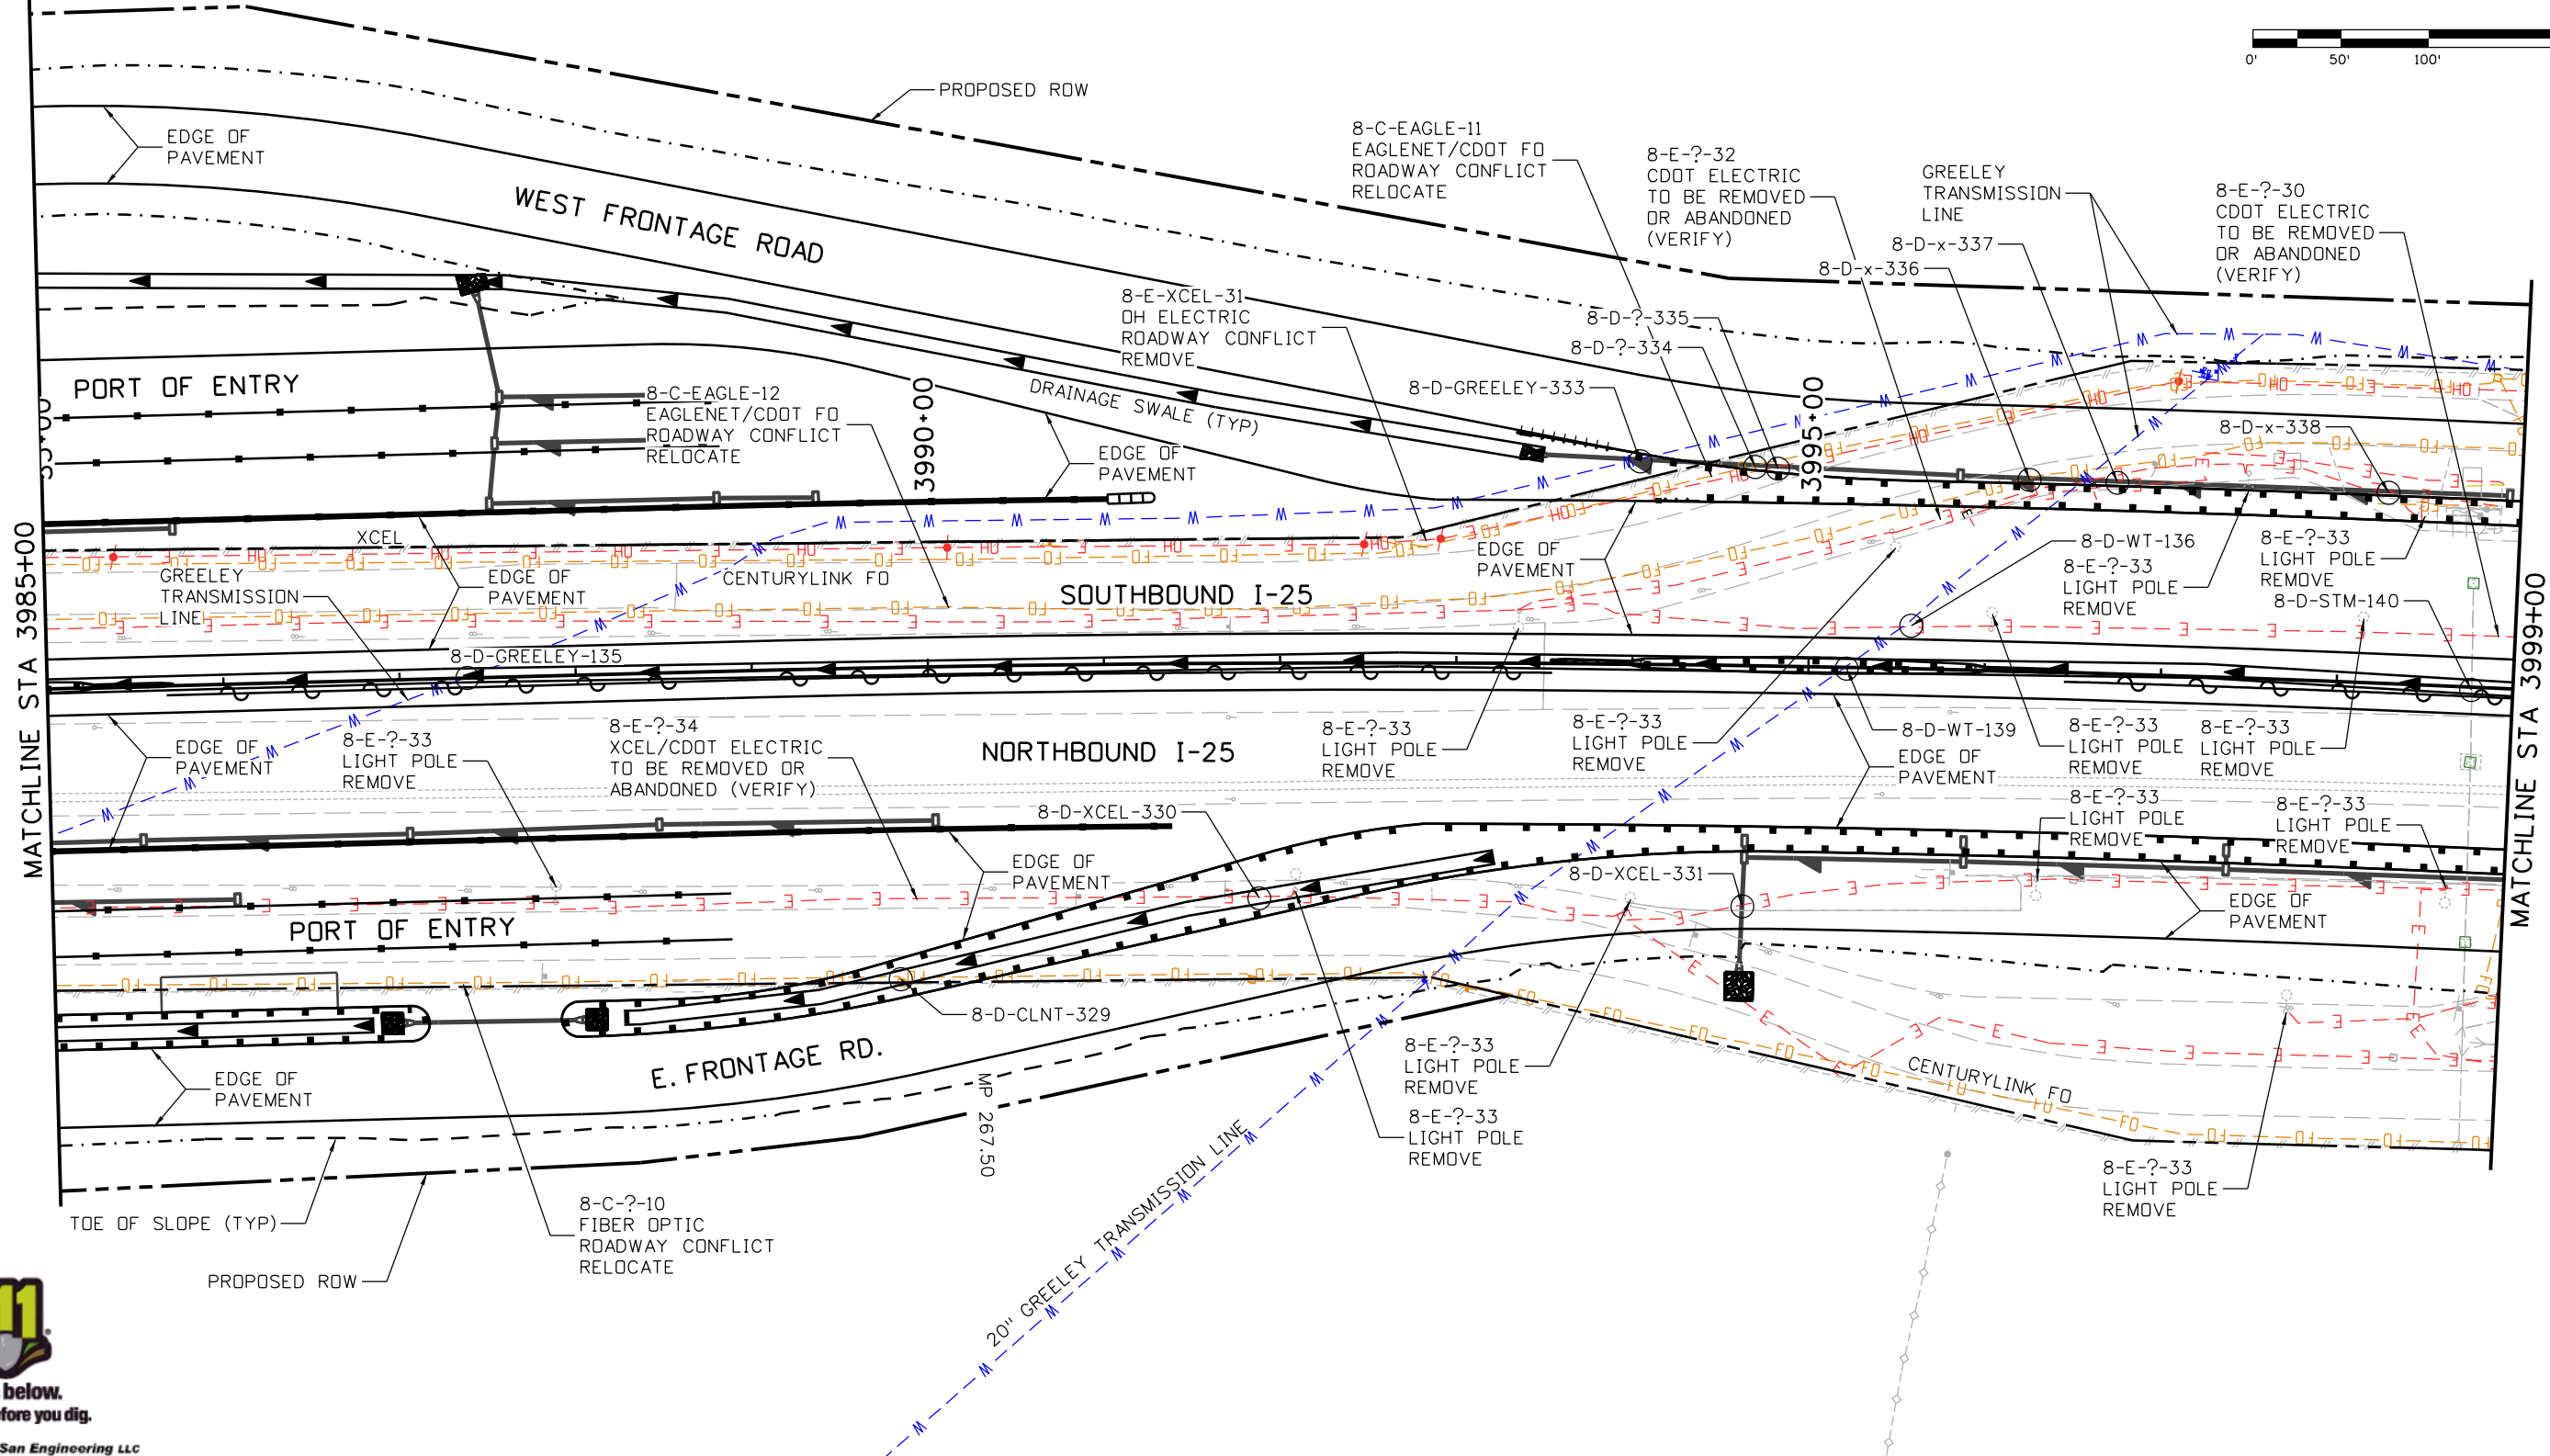 0' 50' 100'
PROPOSED ROW
EDGE OF
PAVEMENT
WEST FRONTAGE ROAD
8-C-EAGLE-11
EAGLENET/CDOT FO
ROADWAY CONFLICT
RELOCATE
8-E-?-32
CDOT ELECTRIC
TO BE REMOVED
OR ABANDONED
(VERIFY)
GREELEY
TRANSMISSION
LINE
8-E-?-30
CDOT ELECTRIC
TO BE REMOVED
OR ABANDONED
(VERIFY)
8-D-x-337
8-D-x-336
8-E-XCEL-31
OH ELECTRIC
ROADWAY CONFLICT
REMOVE
8-D-?-335
8-D-?-334
8-D-GREELEY-333
PORT OF ENTRY
8-C-EAGLE-12
EAGLENET/CDOT FO
ROADWAY CONFLICT
RELOCATE
3990+00
DRAINAGE SWALE (TYP)
EDGE OF
PAVEMENT
3995+00
8-D-x-338
MATCHLINE STA 3985+00
XCEL
GREELEY
TRANSMISSION
LINE
EDGE OF
PAVEMENT
CENTURYLINK FO
SOUTHBOUND I-25
EDGE OF
PAVEMENT
8-D-WT-136
8-E-?-33
LIGHT POLE
REMOVE
8-E-?-33
LIGHT POLE
REMOVE
8-D-STM-140
MATCHLINE STA 3999+00
8-D-GREELEY-135
EDGE OF
PAVEMENT
8-E-?-33
LIGHT POLE
REMOVE
8-E-?-34
XCEL/CDOT ELECTRIC
TO BE REMOVED OR
ABANDONED (VERIFY)
NORTHBOUND I-25
8-E-?-33
LIGHT POLE
REMOVE
8-E-?-33
LIGHT POLE
REMOVE
8-D-WT-139
EDGE OF
PAVEMENT
8-E-?-33
LIGHT POLE
REMOVE
8-E-?-33
LIGHT POLE
REMOVE
8-E-?-33
LIGHT POLE
REMOVE
8-E-?-33
LIGHT POLE
REMOVE
8-D-XCEL-330
EDGE OF
PAVEMENT
8-D-XCEL-331
EDGE OF
PAVEMENT
PORT OF ENTRY
8-D-CLNT-329
E. FRONTAGE RD.
EDGE OF
PAVEMENT
MP 267.50
8-E-?-33
LIGHT POLE
REMOVE
8-E-?-33
LIGHT POLE
REMOVE
CENTURYLINK FO
20" GREELEY TRANSMISSION LINE
8-E-?-33
LIGHT POLE
REMOVE
TOE OF SLOPE (TYP)
8-C-?-10
FIBER OPTIC
ROADWAY CONFLICT
RELOCATE
PROPOSED ROW
11
below.
fore you dig.
San Engineering LLC